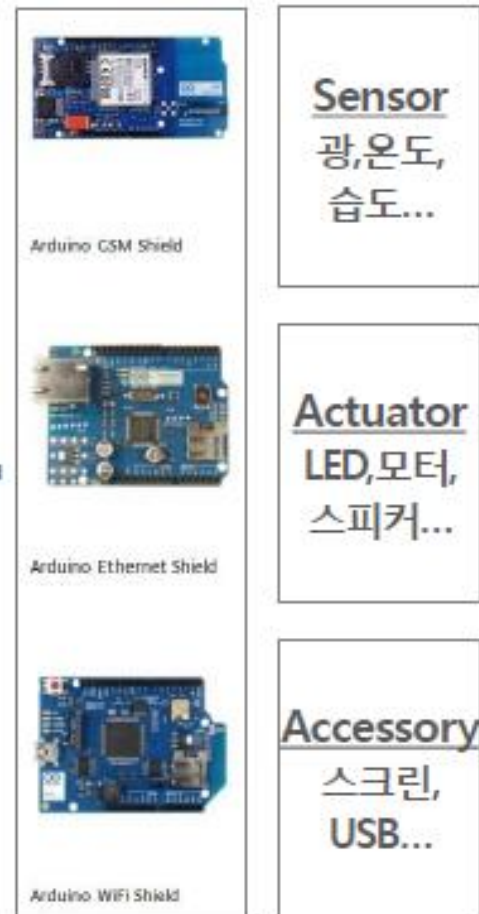 Arduino GSM Shield
Arduino Ethernet Shield
Arduino WiFi Shield
Sensor
광,온도,
습도...
Actuator
LED,모터,
스피커...
Accessory
스크린,
USB...